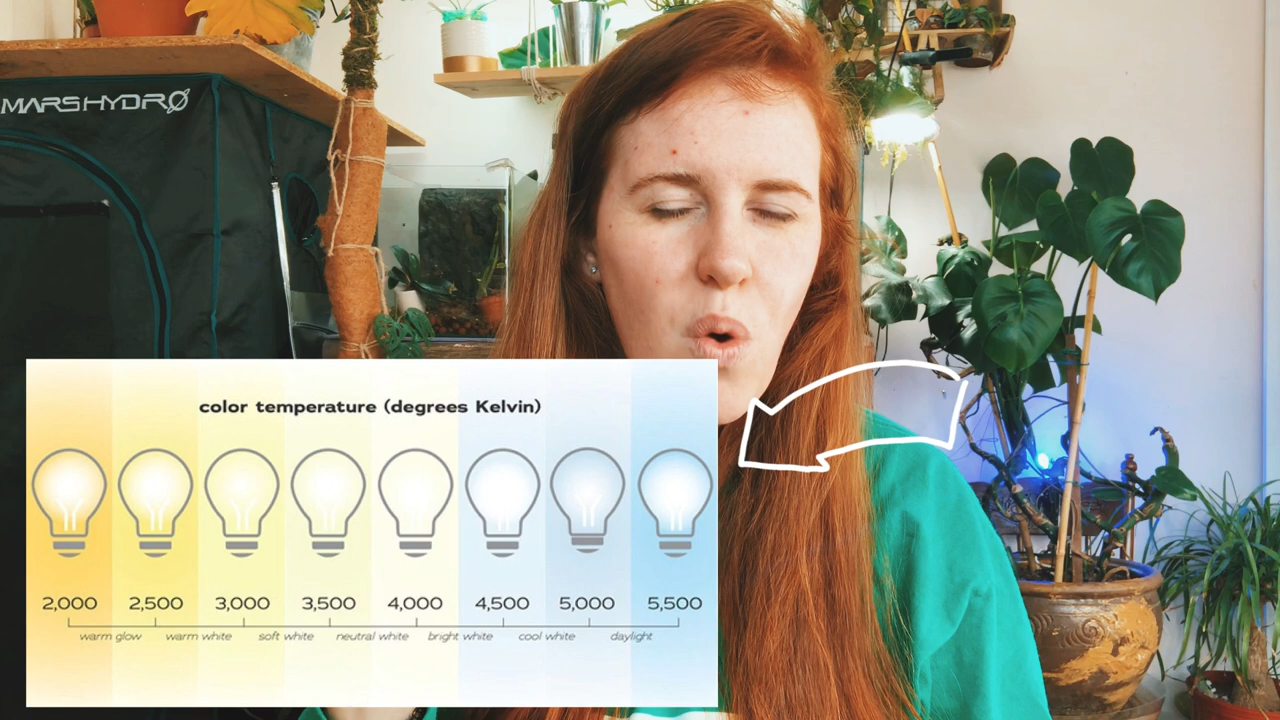 MARSHYDRO
color temperature (degrees Kelvin)
2,000 2,500 3,000 3,500 4,000 4,500 5,000 5,500
warm glow warm white soft white neutral white bright white cool white daylight